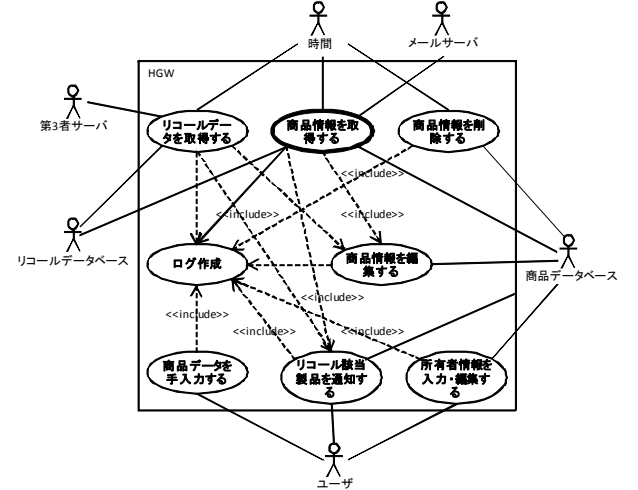 時間
メールサーバ
HGW
第3者サーバ
リコールデー
タを取得する
商品情報を取
得する
商品情報を削
除する
<<include>>
<<include>>
<<include>>
リコールデータベース
ログ作成
商品情報を編
集する
商品データベース
<<include>>
<<include>>
<<include>>
<<include>>
商品データを
手入力する
リコール該当
製品を通知す
る
所有者情報を
入力・編集す
る
ユーザ